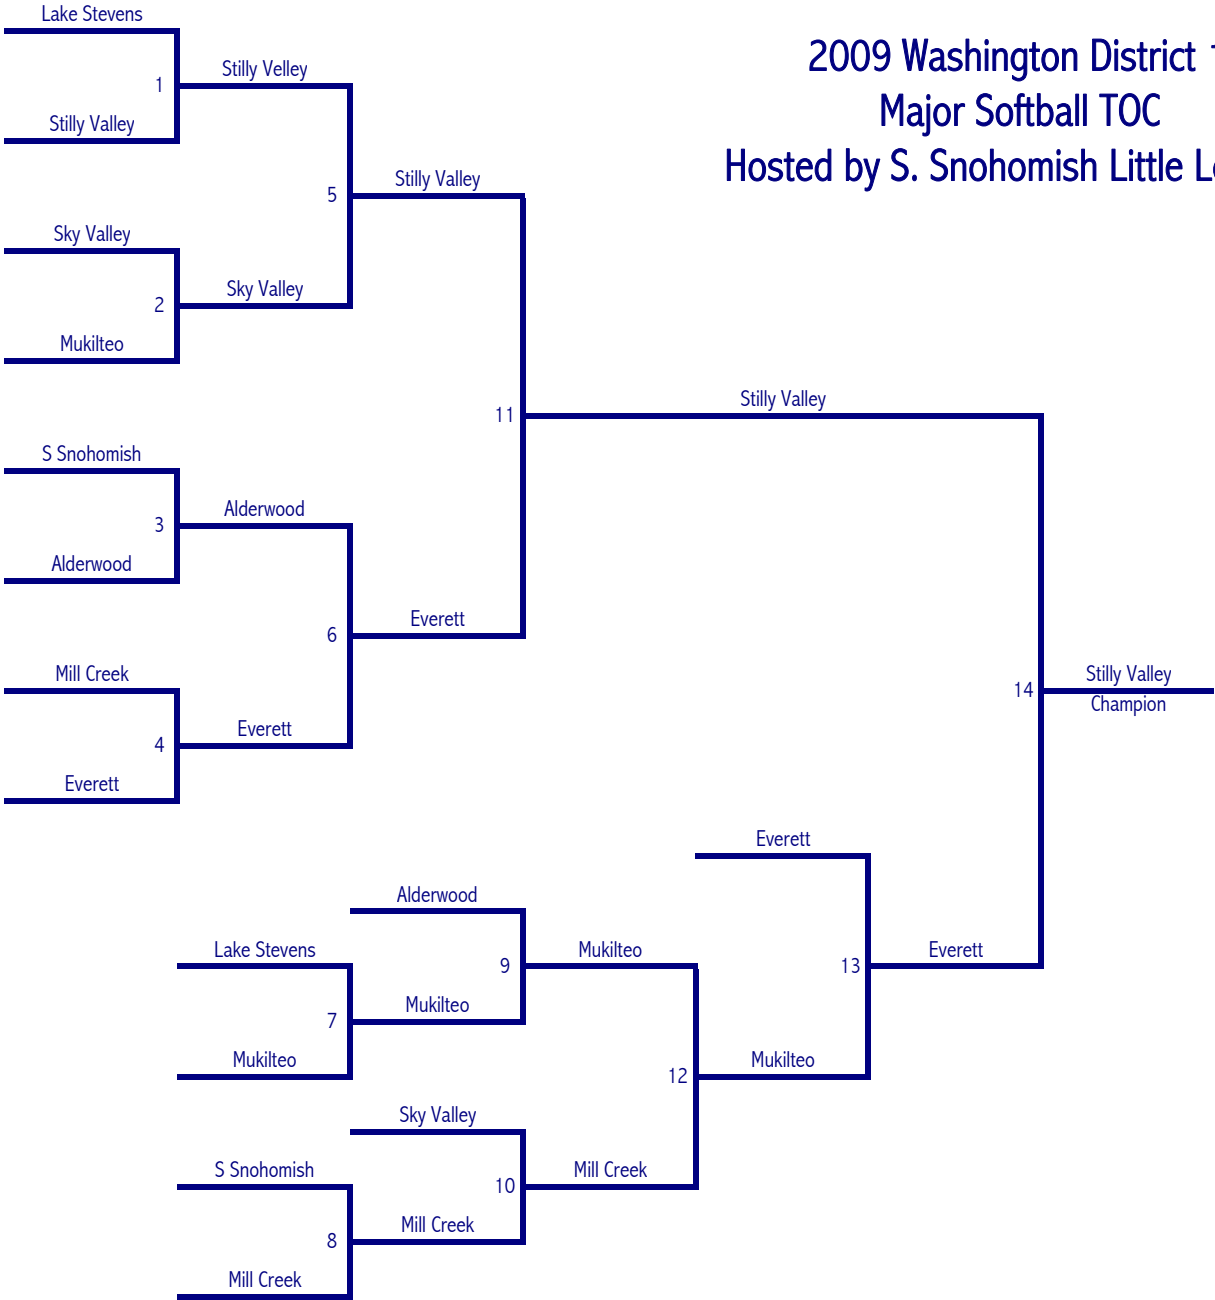 Lake Stevens
2009 Washington District
Major Softball TOC
Hosted by S. Snohomish Little
Stilly Velley
1
Stilly Valley
Stilly Valley
5
Sky Valley
Sky Valley
2
Mukilteo
Stilly Valley
11
S Snohomish
Alderwood
3
Alderwood
Everett
6
Mill Creek
Stilly Valley
14
Champion
Everett
4
Everett
Everett
Alderwood
Lake Stevens
Mukilteo
Everett
9
13
Mukilteo
7
Mukilteo
Mukilteo
12
Sky Valley
S Snohomish
Mill Creek
10
Mill Creek
8
Mill Creek